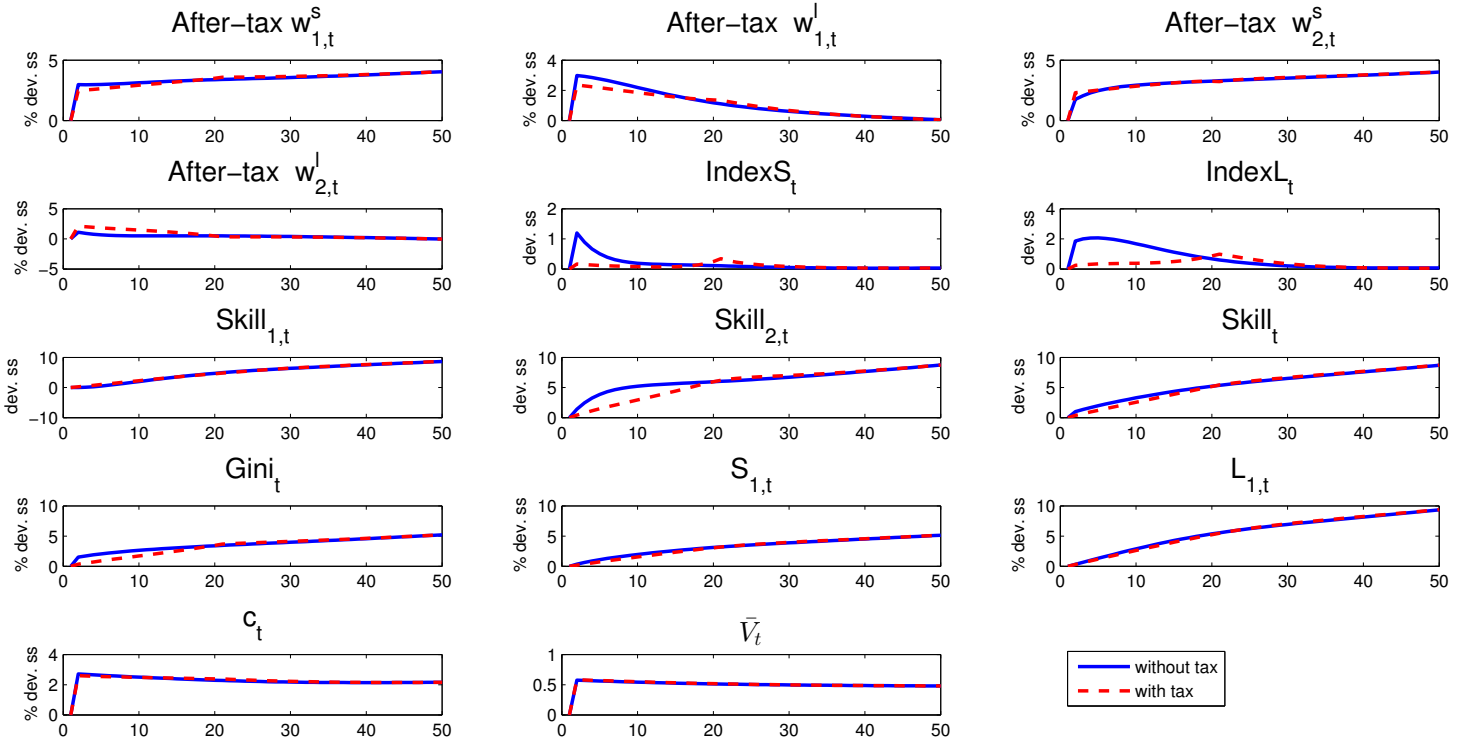 After−tax w^s_{1,t}
% dev. ss
5
0
0 10 20 30 40 50
After−tax w^l_{1,t}
% dev. ss
4
2
0
0 10 20 30 40 50
After−tax w^s_{2,t}
% dev. ss
5
0
0 10 20 30 40 50
After−tax w^l_{2,t}
% dev. ss
5
0
−5
0 10 20 30 40 50
IndexS_t
dev. ss
2
1
0
0 10 20 30 40 50
IndexL_t
dev. ss
4
2
0
0 10 20 30 40 50
Skill_{1,t}
dev. ss
10
0
−10
0 10 20 30 40 50
Skill_{2,t}
dev. ss
10
5
0
0 10 20 30 40 50
Skill_t
dev. ss
10
5
0
0 10 20 30 40 50
Gini_t
% dev. ss
10
5
0
0 10 20 30 40 50
S_{1,t}
% dev. ss
10
5
0
0 10 20 30 40 50
L_{1,t}
% dev. ss
10
5
0
0 10 20 30 40 50
c_t
% dev. ss
4
2
0
0 10 20 30 40 50
V̄_t
% dev. ss
1
0.5
0
0 10 20 30 40 50
without tax
with tax